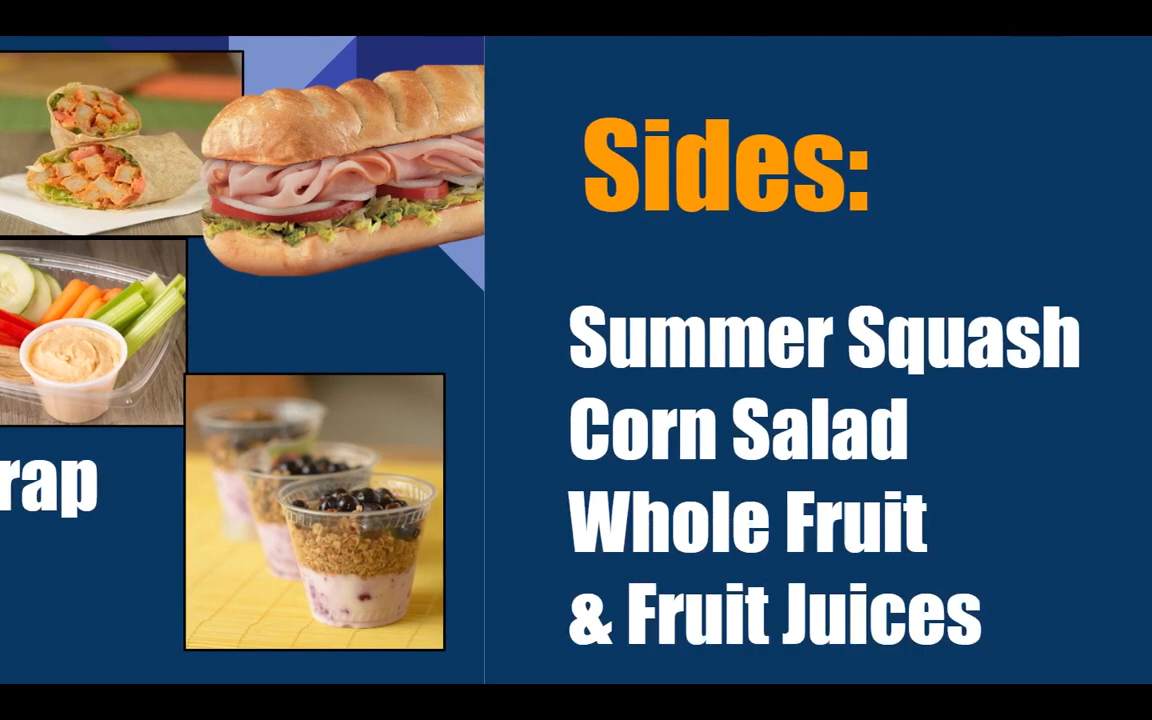 rap
Sides:
Summer Squash
Corn Salad
Whole Fruit
& Fruit Juices